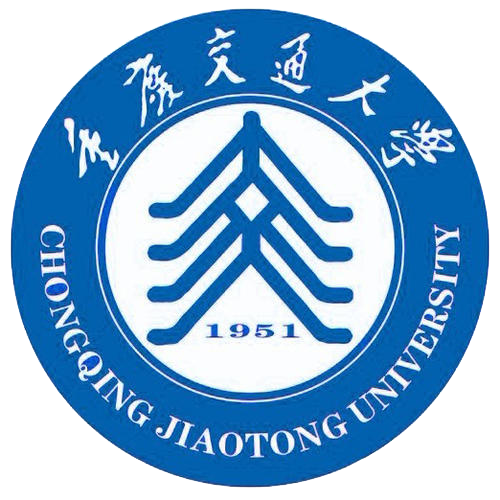 重庆交通大学
1951
CHONGQING JIAOTONG UNIVERSITY